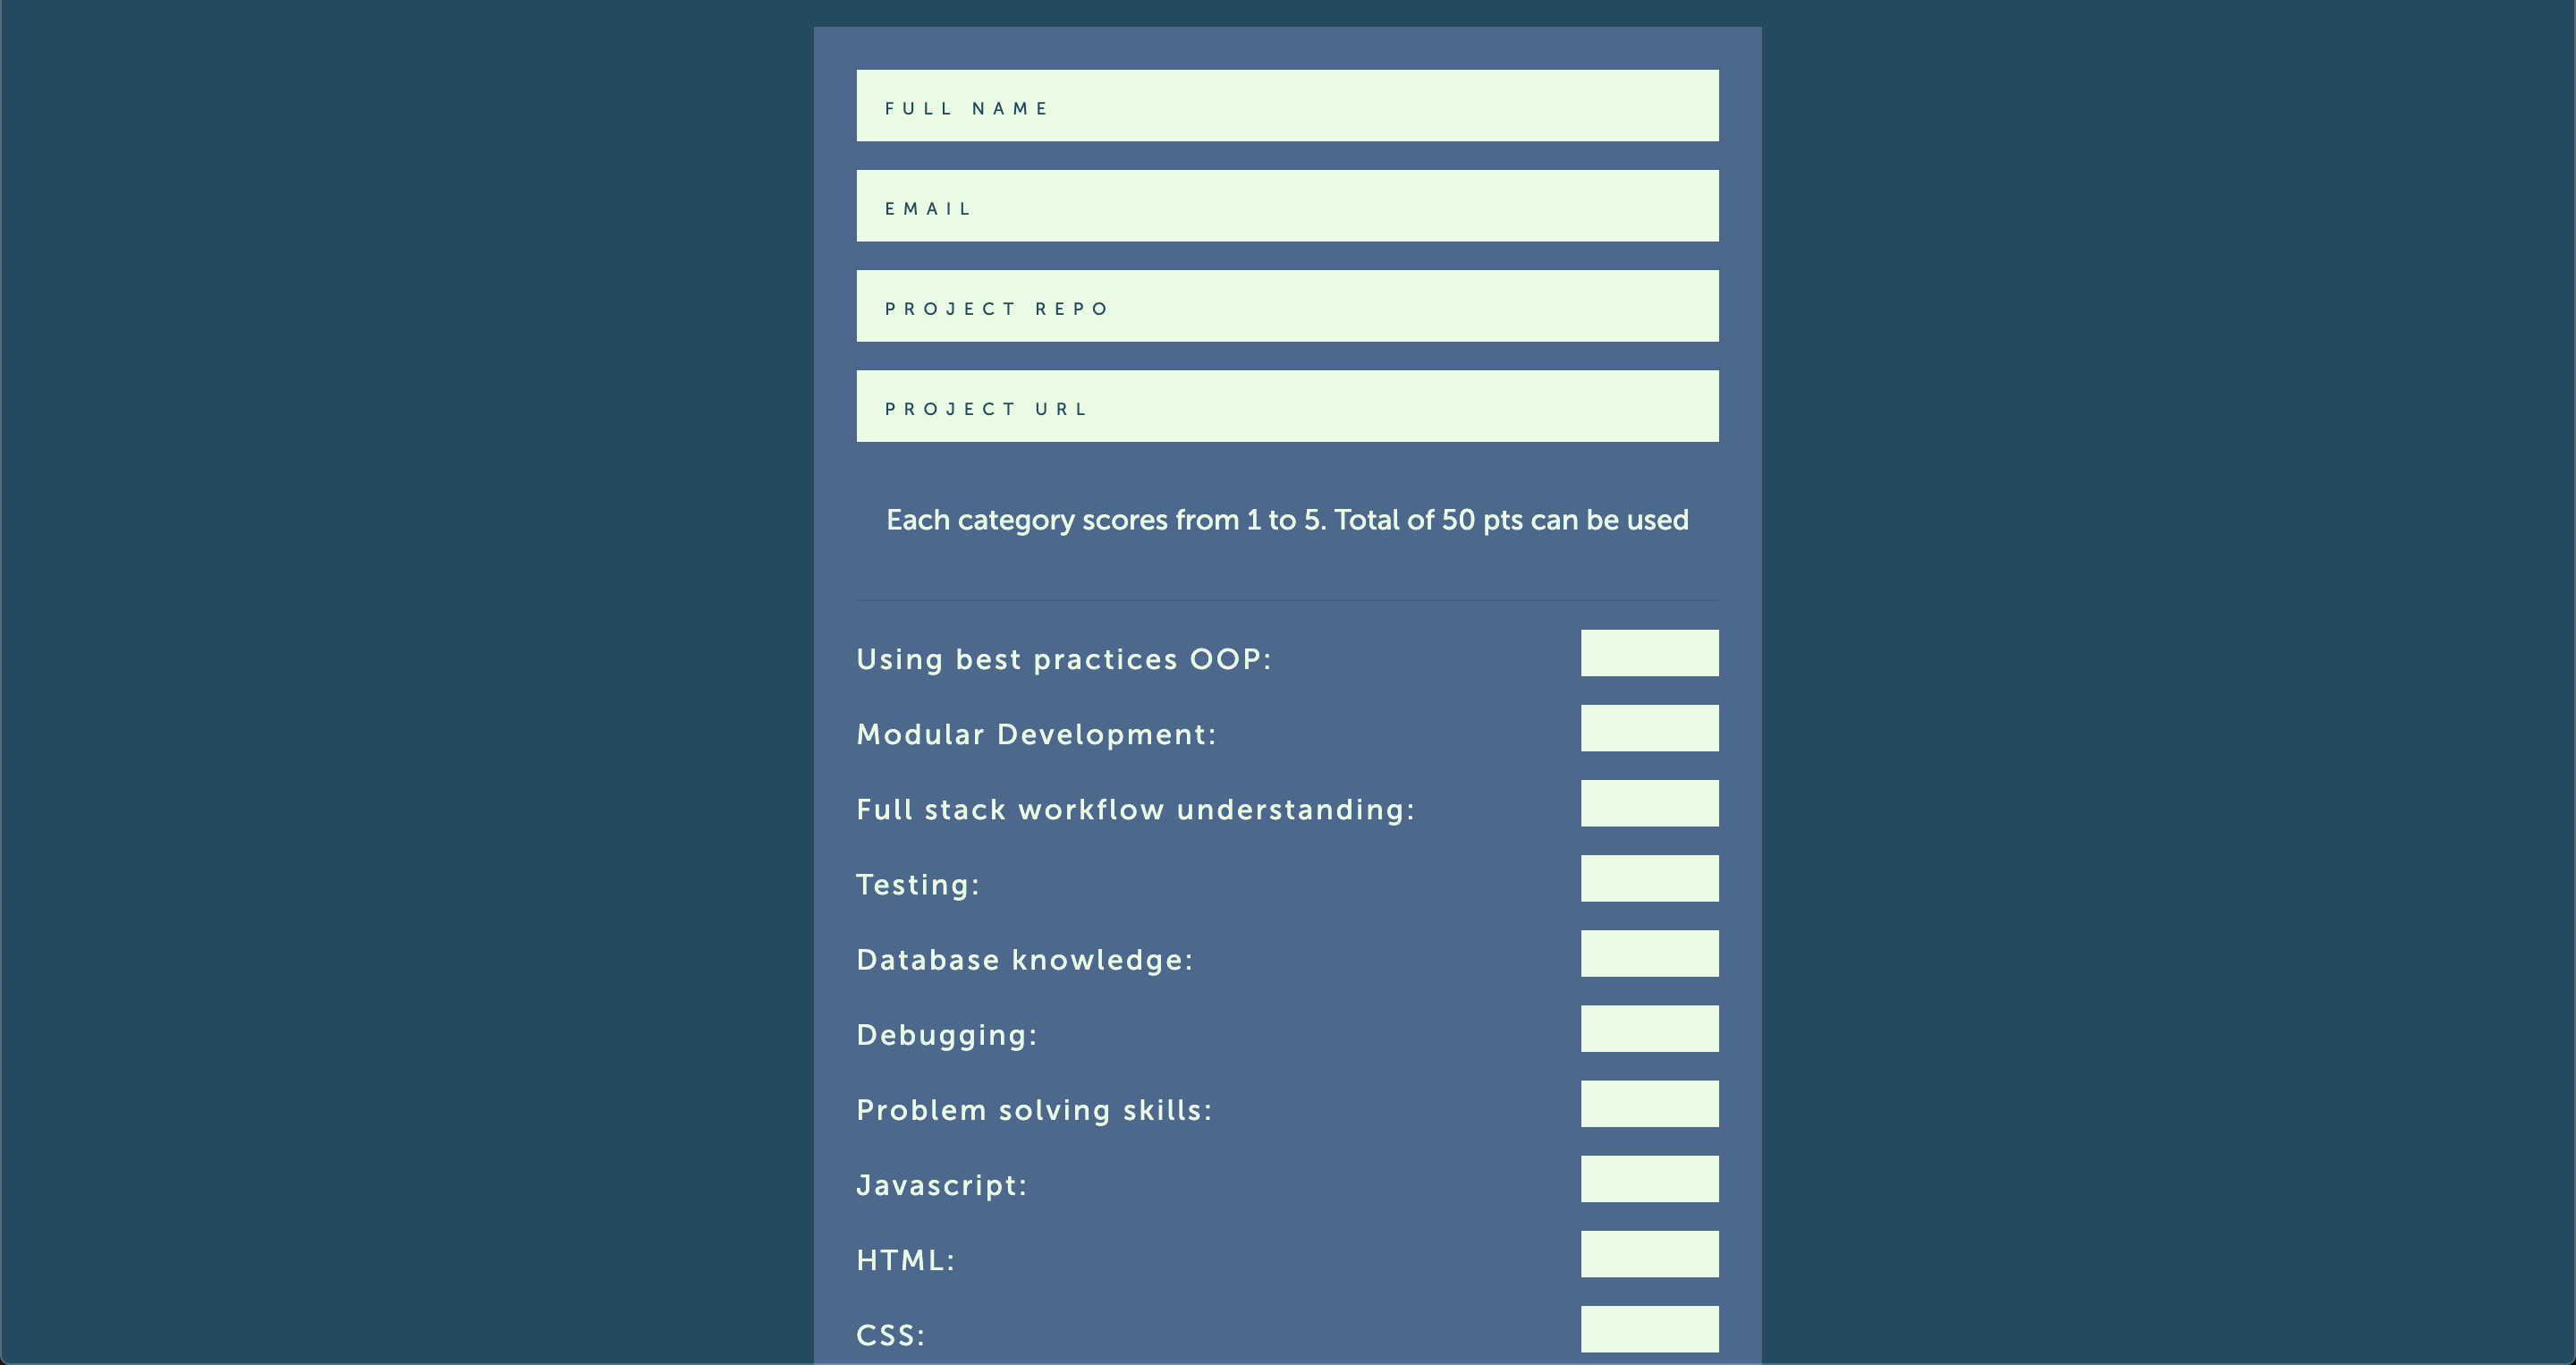 FULL NAME
EMAIL
PROJECT REPO
PROJECT URL
Each category scores from 1 to 5. Total of 50 pts can be used
Using best practices OOP:
Modular Development:
Full stack workflow understanding:
Testing:
Database knowledge:
Debugging:
Problem solving skills:
Javascript:
HTML:
CSS: